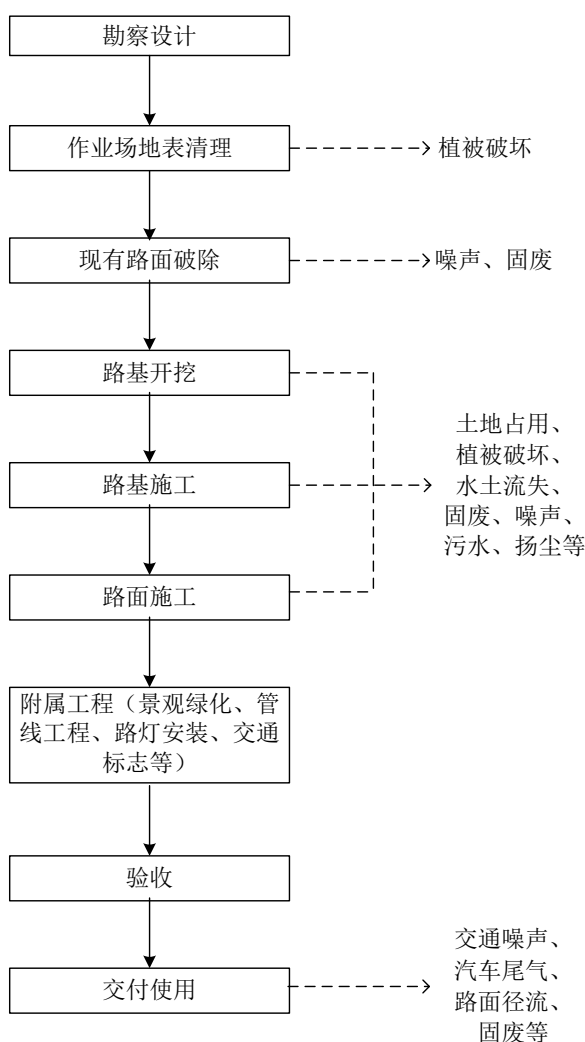 勘察设计
作业场地表清理
植被破坏
现有路面破除
噪声、固废
路基开挖
路基施工
土地占用、
植被破坏、
水土流失、
固废、噪声、
污水、扬尘等
路面施工
附属工程（景观绿化、管
线工程、路灯安装、交通
标志等）
验收
交付使用
交通噪声、
汽车尾气、
路面径流、
固废等